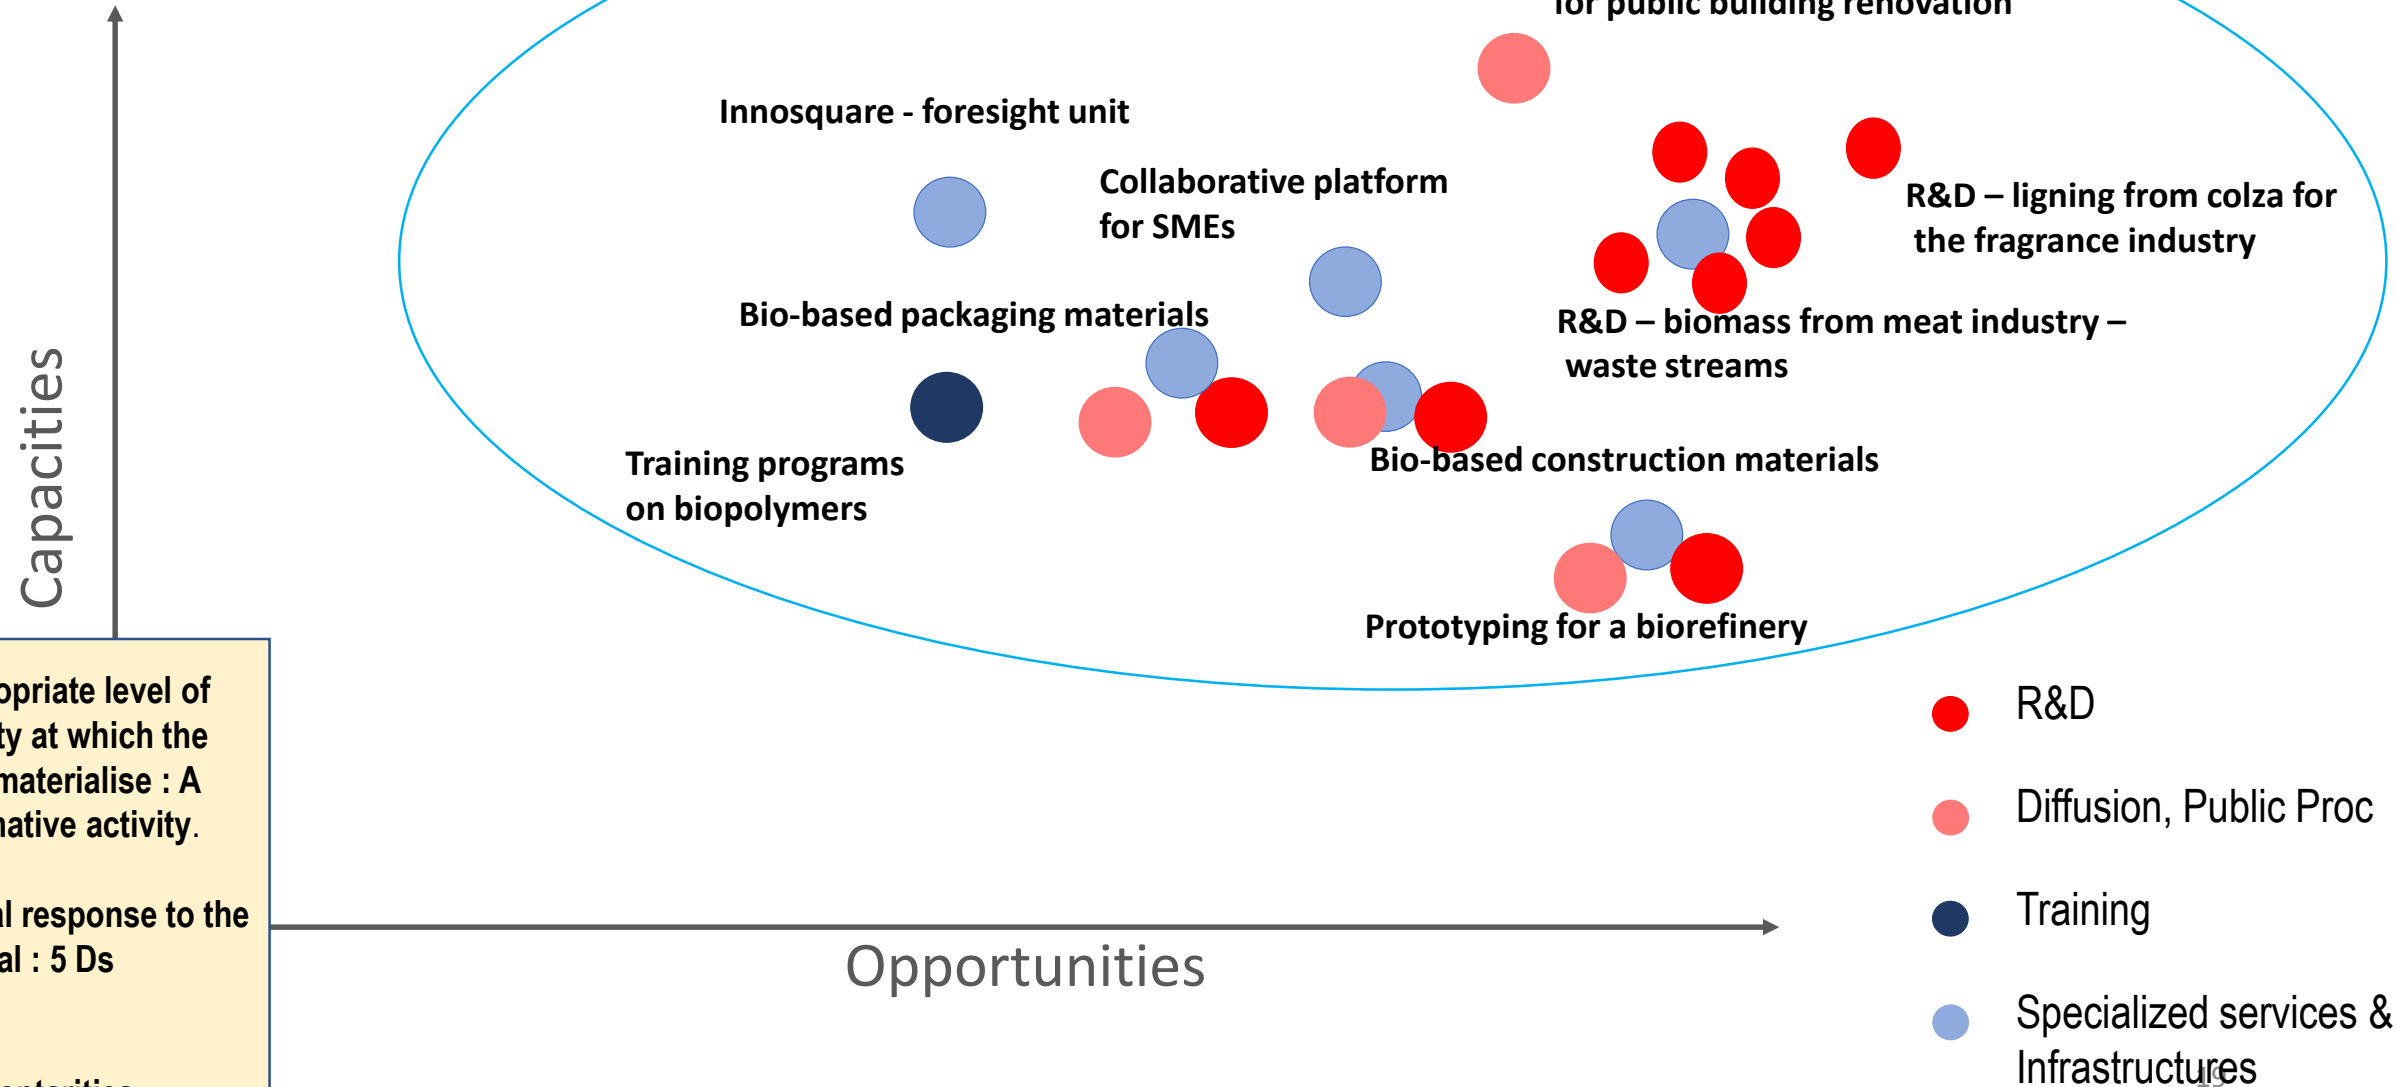 for public building renovation
Innosquare - foresight unit
Collaborative platform
for SMEs
R&D – ligning from colza for
the fragrance industry
Bio-based packaging materials
R&D – biomass from meat industry –
waste streams
Training programs
on biopolymers
Bio-based construction materials
Prototyping for a biorefinery
Capacities
opriate level of
ty at which the
materialise : A
native activity.
al response to the
al : 5 Ds
Opportunities
R&D
Diffusion, Public Proc
Training
Specialized services &
Infrastructures
19